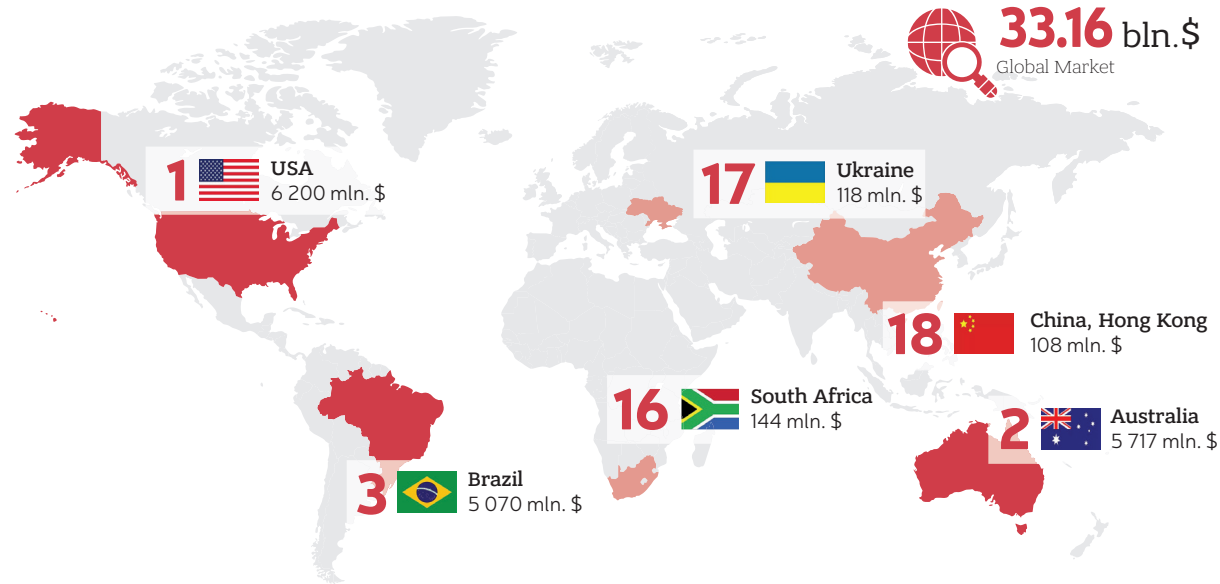 33.16 bln.$
Global Market
1
USA
6 200 mln. $
17
Ukraine
118 mln. $
18
China, Hong Kong
108 mln. $
16
South Africa
144 mln. $
2
Australia
5 717 mln. $
3
Brazil
5 070 mln. $